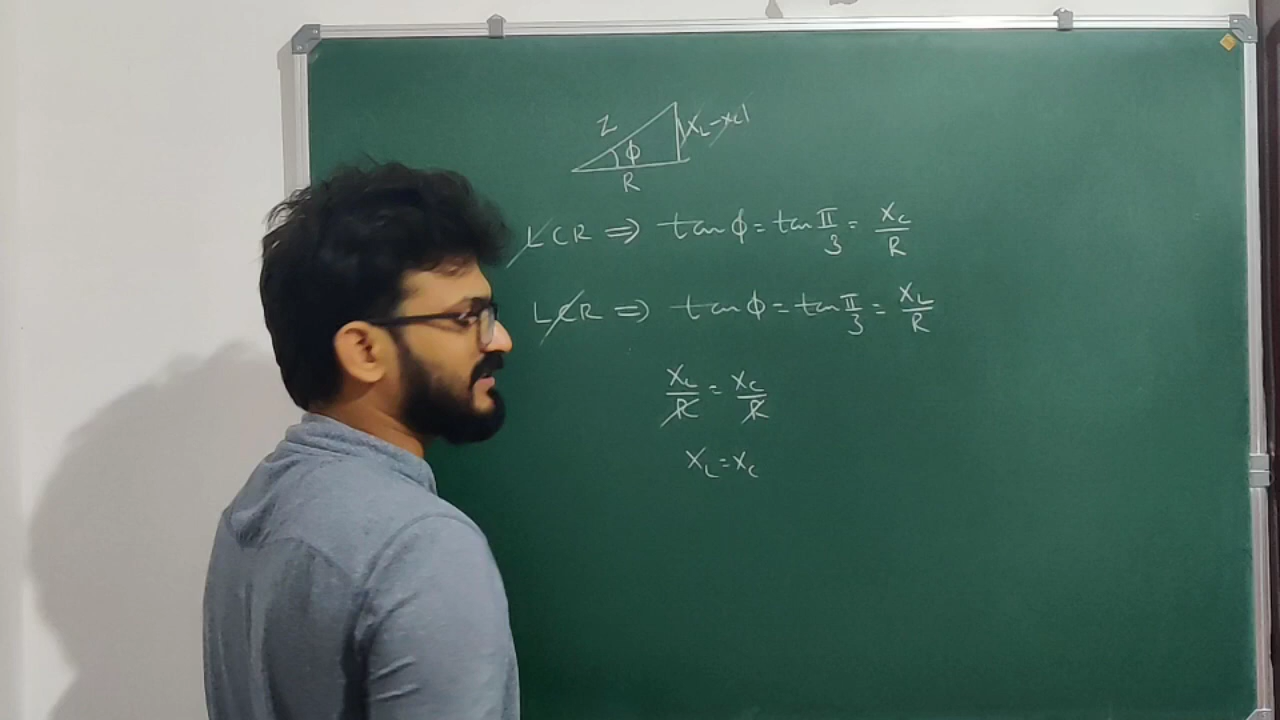 Z
|X_L-X_C|
φ
R
LCR ⇒ tan φ = tan π/3 = X_C/R
LCR ⇒ tan φ = tan π/3 = X_L/R
X_L/R = X_C/R
X_L = X_C